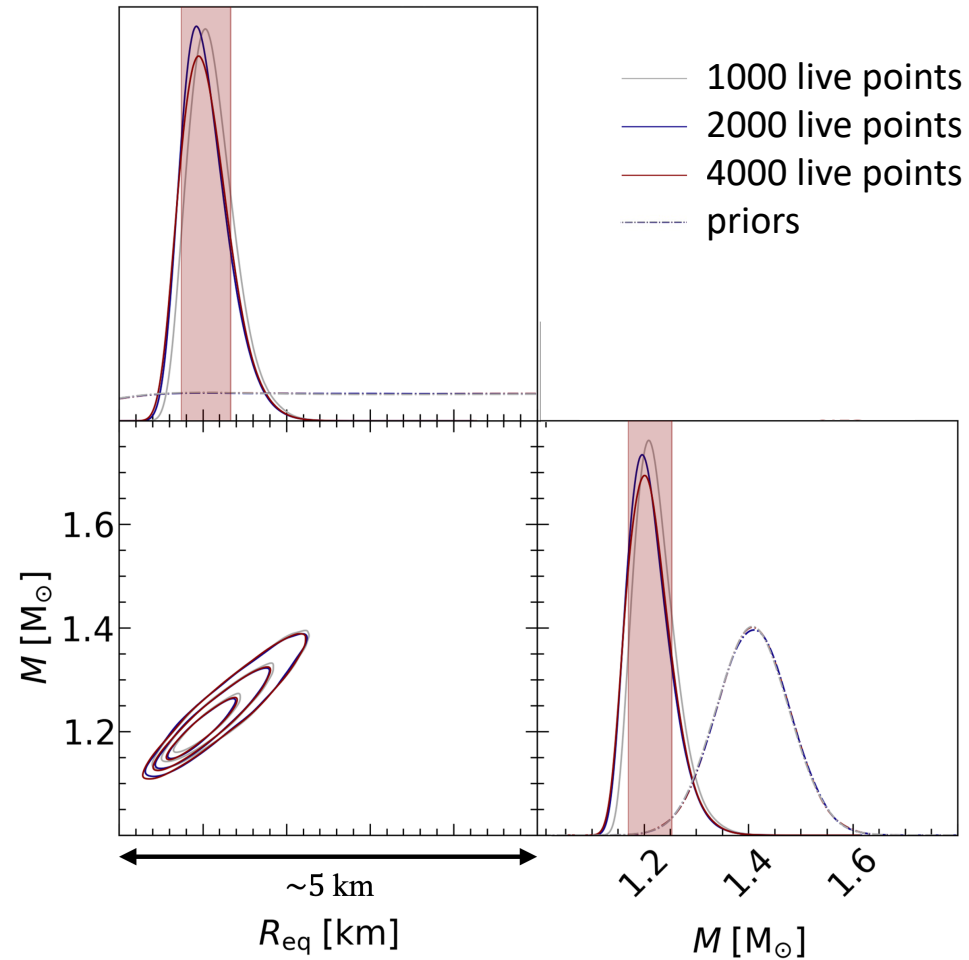 1000 live points
2000 live points
4000 live points
priors
1.6
1.4
1.2
M [M⊙]
~5 km
R_eq [km]
1.2
1.4
1.6
M [M⊙]